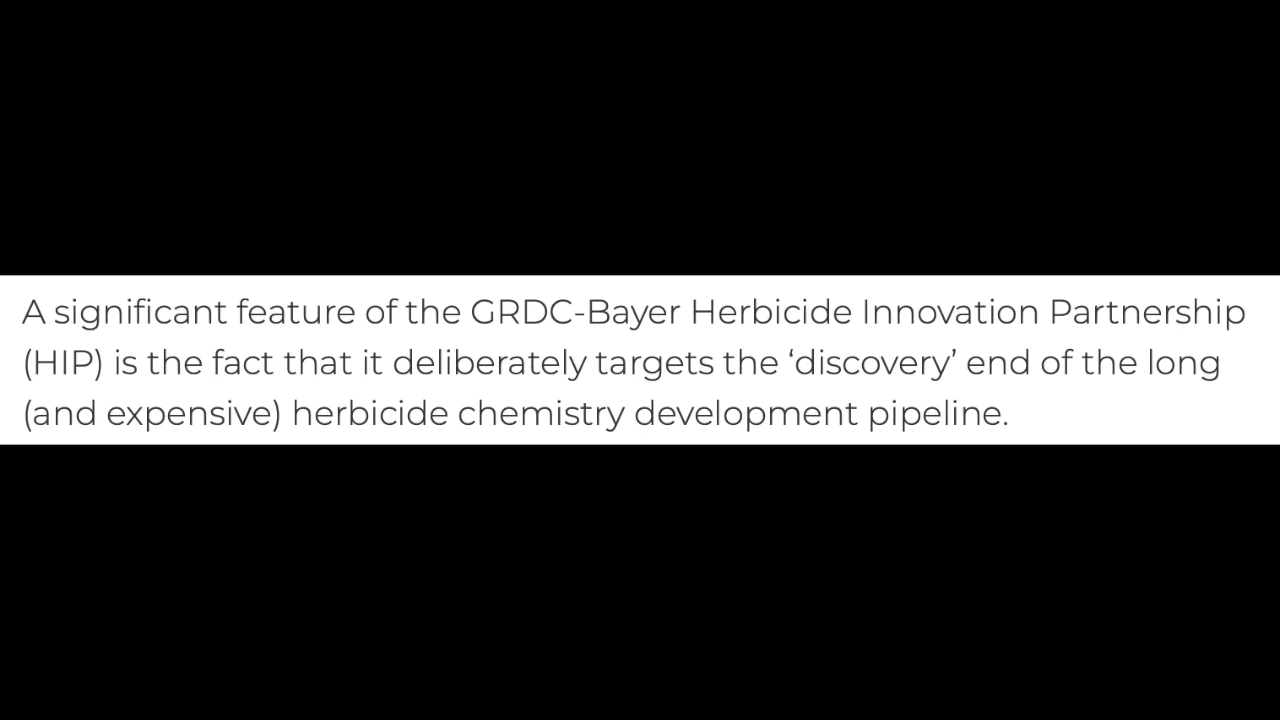 A significant feature of the GRDC-Bayer Herbicide Innovation Partnership
(HIP) is the fact that it deliberately targets the ‘discovery’ end of the long
(and expensive) herbicide chemistry development pipeline.